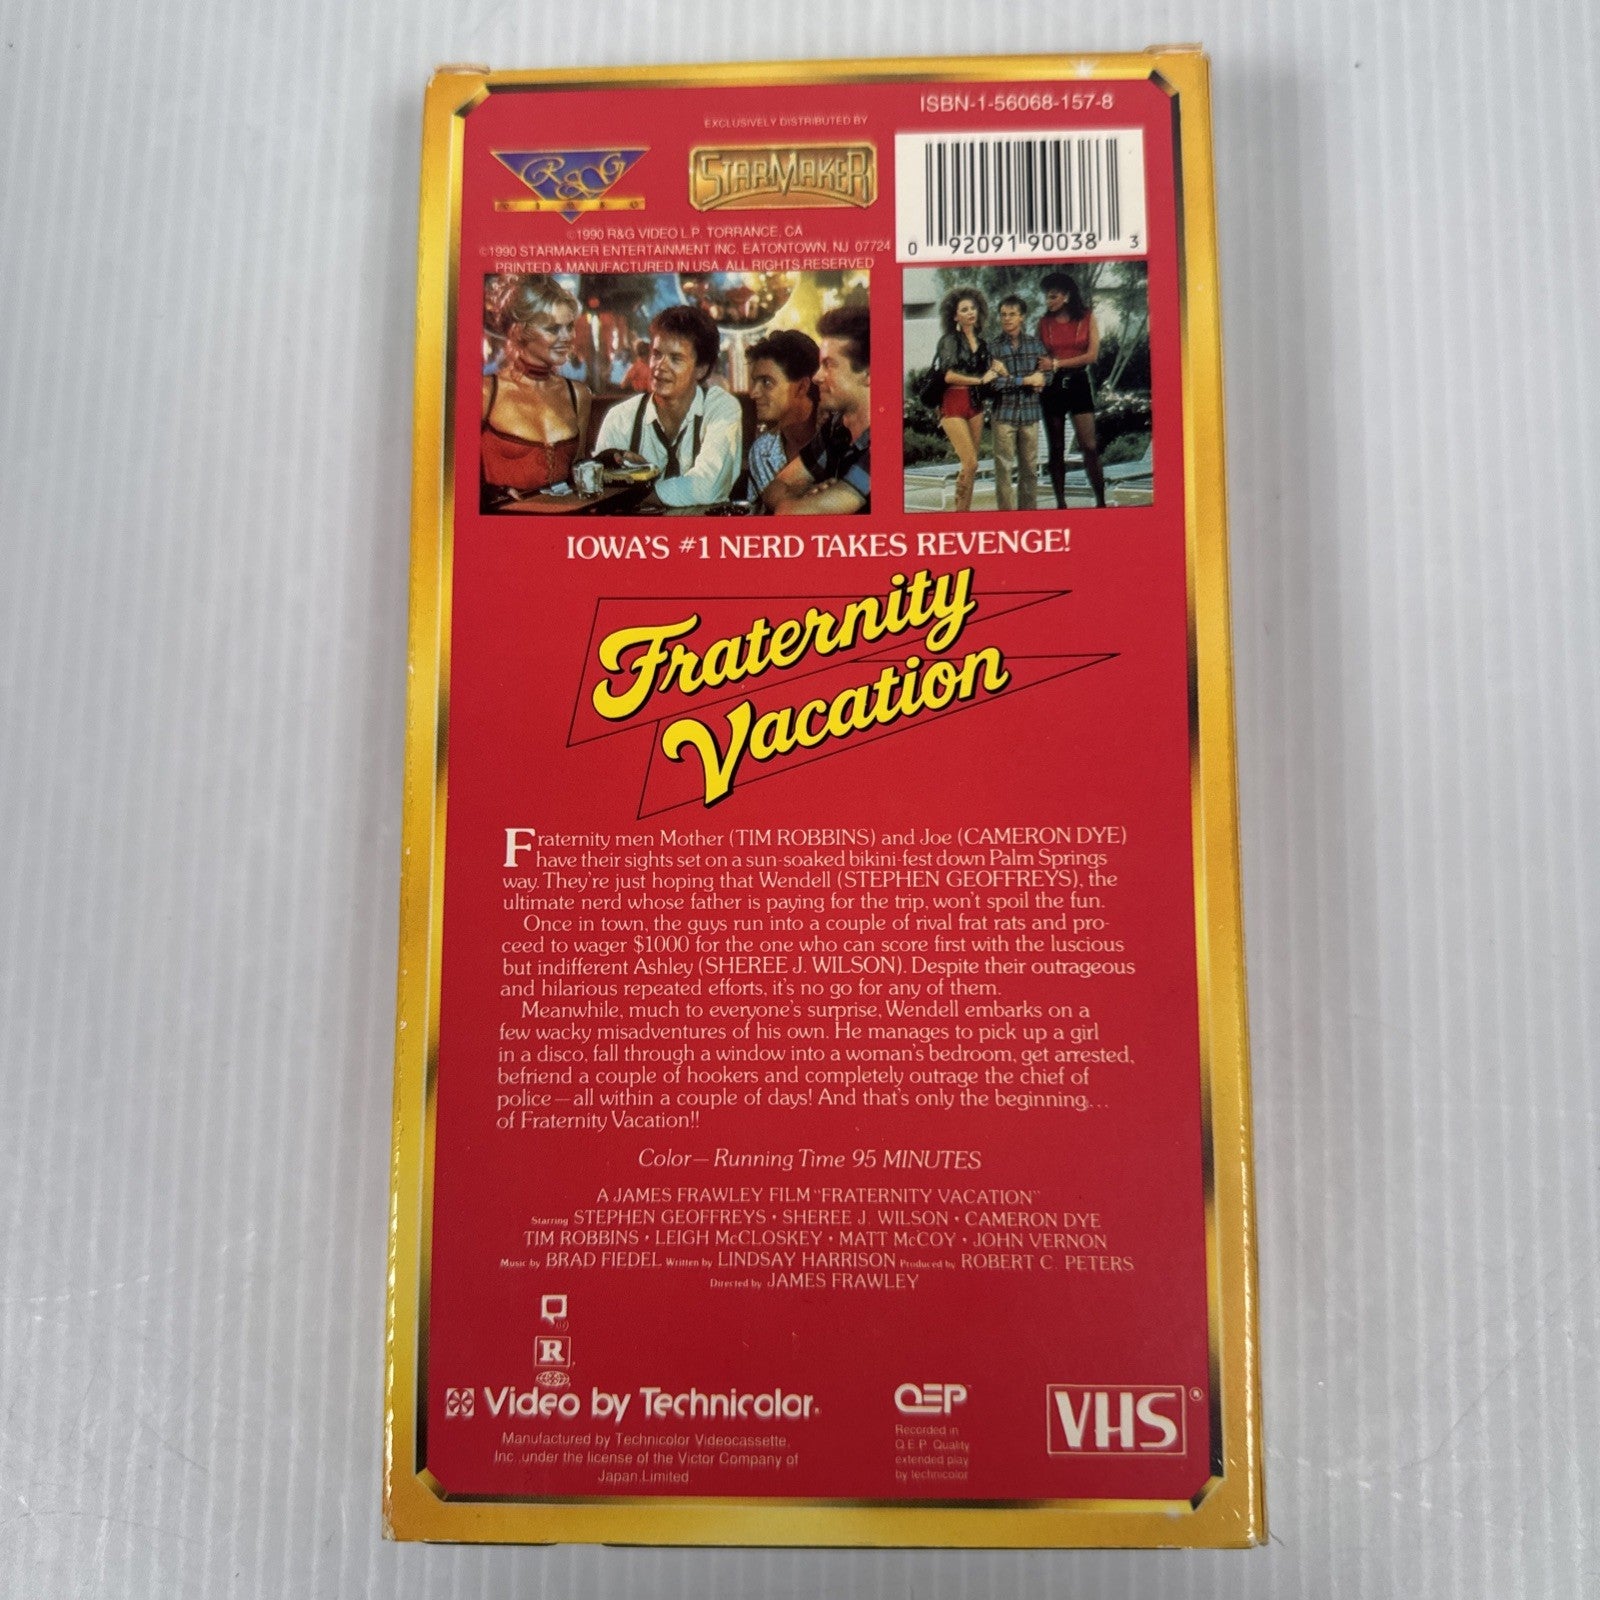 ISBN-1-56068-157-8
EXCLUSIVELY DISTRIBUTED BY
R&G
VIDEO
STARMAKER
0 92091 90038 3
©1990 R&G VIDEO L.P. TORRANCE, CA
©1990 STARMAKER ENTERTAINMENT INC. EATONTOWN, NJ 07724
PRINTED & MANUFACTURED IN USA. ALL RIGHTS RESERVED
IOWA'S #1 NERD TAKES REVENGE!
Fraternity
Vacation
Fraternity men Mother (TIM ROBBINS) and Joe (CAMERON DYE)
have their sights set on a sun-soaked bikini-fest down Palm Springs
way. They're just hoping that Wendell (STEPHEN GEOFFREYS), the
ultimate nerd whose father is paying for the trip, won't spoil the fun.
Once in town, the guys run into a couple of rival frat rats and pro-
ceed to wager $1000 for the one who can score first with the luscious
but indifferent Ashley (SHEREE J. WILSON). Despite their outrageous
and hilarious repeated efforts, it's no go for any of them.
Meanwhile, much to everyone's surprise, Wendell embarks on a
few wacky misadventures of his own. He manages to pick up a girl
in a disco, fall through a window into a woman's bedroom, get arrested,
befriend a couple of hookers and completely outrage the chief of
police—all within a couple of days! And that's only the beginning...
of Fraternity Vacation!!
Color—Running Time 95 MINUTES
A JAMES FRAWLEY FILM "FRATERNITY VACATION"
Starring STEPHEN GEOFFREYS • SHEREE J. WILSON • CAMERON DYE
TIM ROBBINS • LEIGH McCLOSKEY • MATT McCOY • JOHN VERNON
Music by BRAD FIEDEL Written by LINDSAY HARRISON Produced by ROBERT C. PETERS
Directed by JAMES FRAWLEY
R
Video by Technicolor®
Manufactured by Technicolor Videocassette,
Inc. under the license of the Victor Company of
Japan, Limited
QEP
Recorded in
Q.E.P. Quality
extended play
by technicolor
VHS®